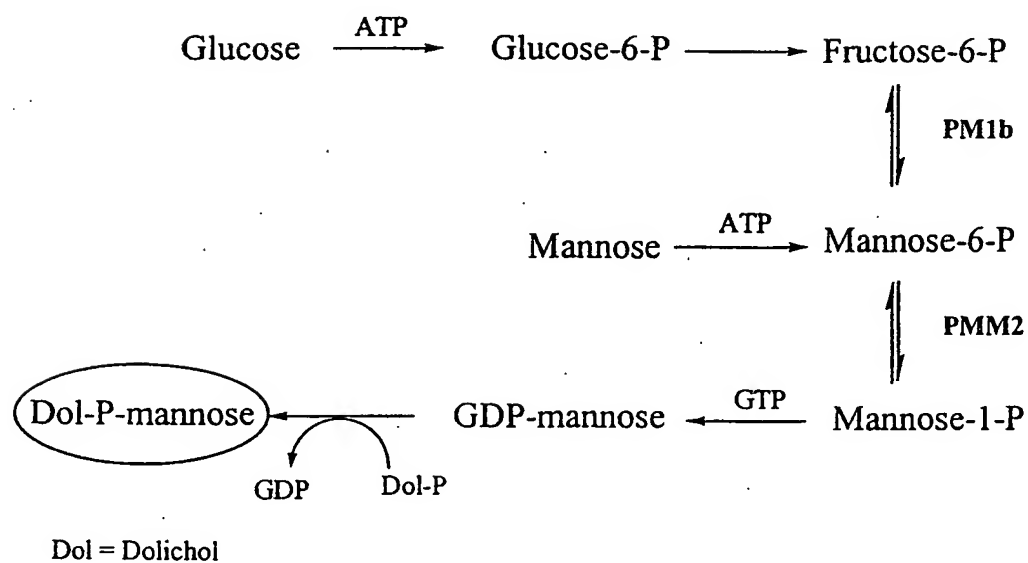 ATP
Glucose Glucose-6-P Fructose-6-P
PM1b
ATP
Mannose Mannose-6-P
PMM2
GTP
Dol-P-mannose GDP-mannose Mannose-1-P
GDP Dol-P
Dol = Dolichol